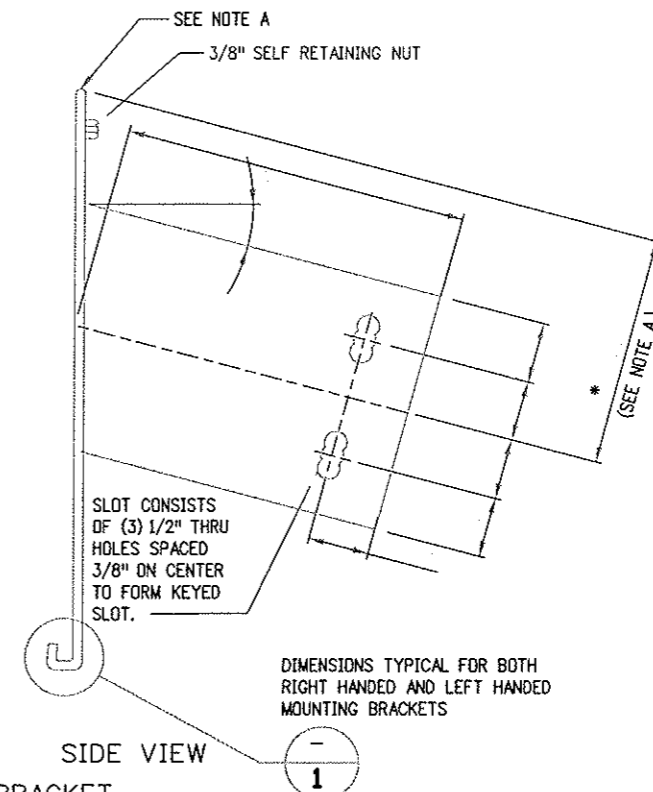 SEE NOTE A
3/8" SELF RETAINING NUT
*
(SEE NOTE A)
SLOT CONSISTS
OF (3) 1/2" THRU
HOLES SPACED
3/8" ON CENTER
TO FORM KEYED
SLOT.
DIMENSIONS TYPICAL FOR BOTH
RIGHT HANDED AND LEFT HANDED
MOUNTING BRACKETS
SIDE VIEW
-
1
BRACKET